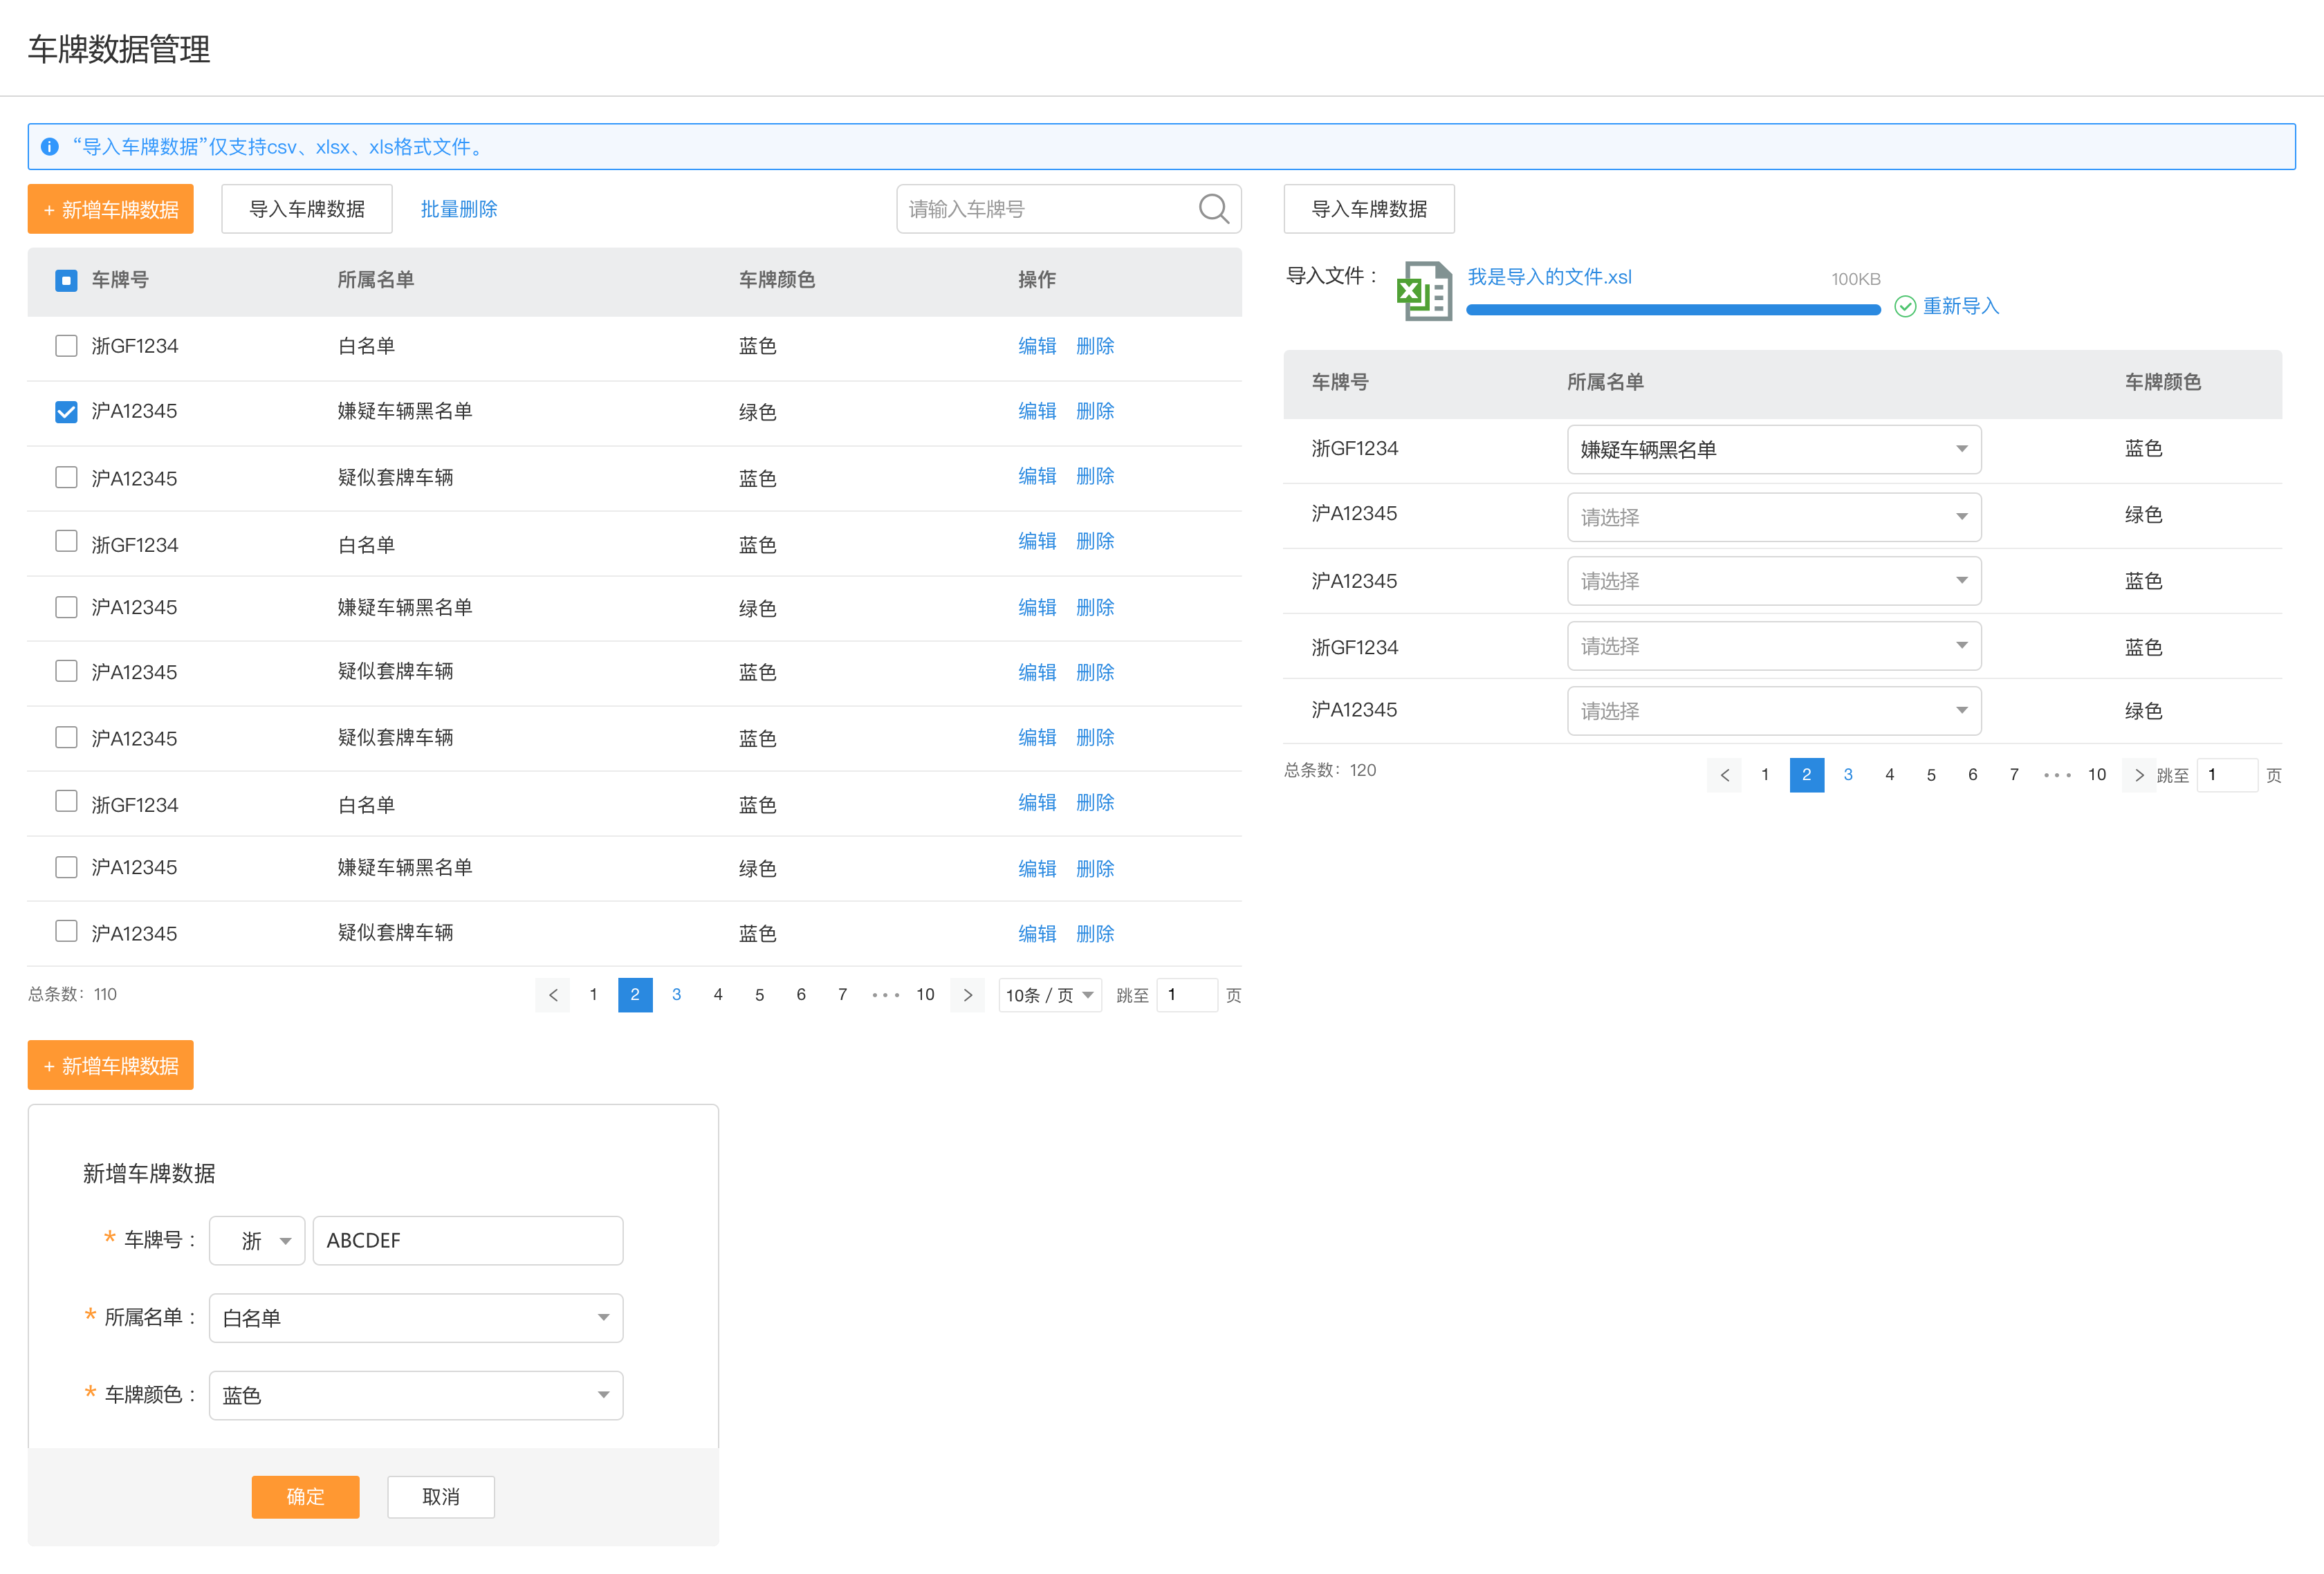 车牌数据管理
“导入车牌数据”仅支持csv、xlsx、xls格式文件。
+ 新增车牌数据 导入车牌数据 批量删除 请输入车牌号
车牌号 所属名单 车牌颜色 操作
浙GF1234 白名单 蓝色 编辑 删除
沪A12345 嫌疑车辆黑名单 绿色 编辑 删除
沪A12345 疑似套牌车辆 蓝色 编辑 删除
浙GF1234 白名单 蓝色 编辑 删除
沪A12345 嫌疑车辆黑名单 绿色 编辑 删除
沪A12345 疑似套牌车辆 蓝色 编辑 删除
沪A12345 疑似套牌车辆 蓝色 编辑 删除
浙GF1234 白名单 蓝色 编辑 删除
沪A12345 嫌疑车辆黑名单 绿色 编辑 删除
沪A12345 疑似套牌车辆 蓝色 编辑 删除
总条数：110 < 1 2 3 4 5 6 7 ••• 10 > 10条 / 页 跳至 1 页
导入车牌数据
导入文件： 我是导入的文件.xsl 100KB
重新导入
车牌号 所属名单 车牌颜色
浙GF1234 嫌疑车辆黑名单 蓝色
沪A12345 请选择 绿色
沪A12345 请选择 蓝色
浙GF1234 请选择 蓝色
沪A12345 请选择 绿色
总条数：120 < 1 2 3 4 5 6 7 ••• 10 > 跳至 1 页
+ 新增车牌数据
新增车牌数据
* 车牌号： 浙 ABCDEF
* 所属名单： 白名单
* 车牌颜色： 蓝色
确定 取消